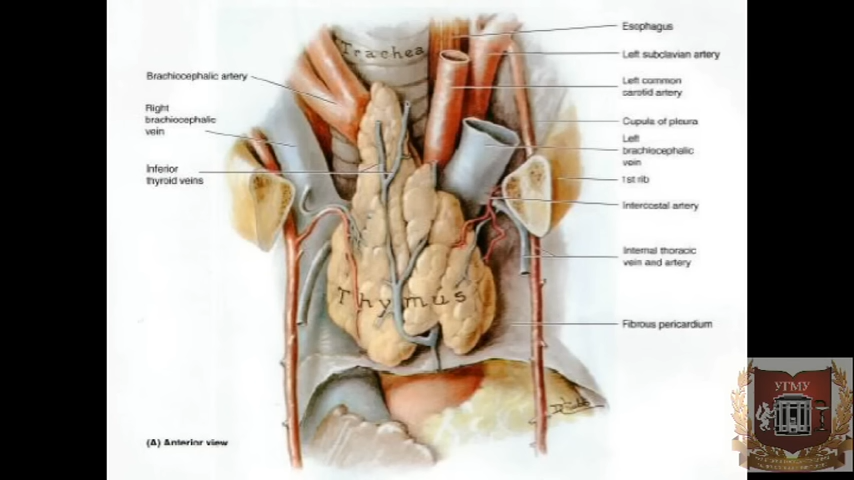 Trachea
Esophagus
Left subclavian artery
Left common
carotid artery
Brachiocephalic artery
Right
brachiocephalic
vein
Cupula of pleura
Left
brachiocephalic
vein
Inferior
thyroid veins
1st rib
Intercostal artery
Internal thoracic
vein and artery
Thymus
Fibrous pericardium
(A) Anterior view
УГМУ